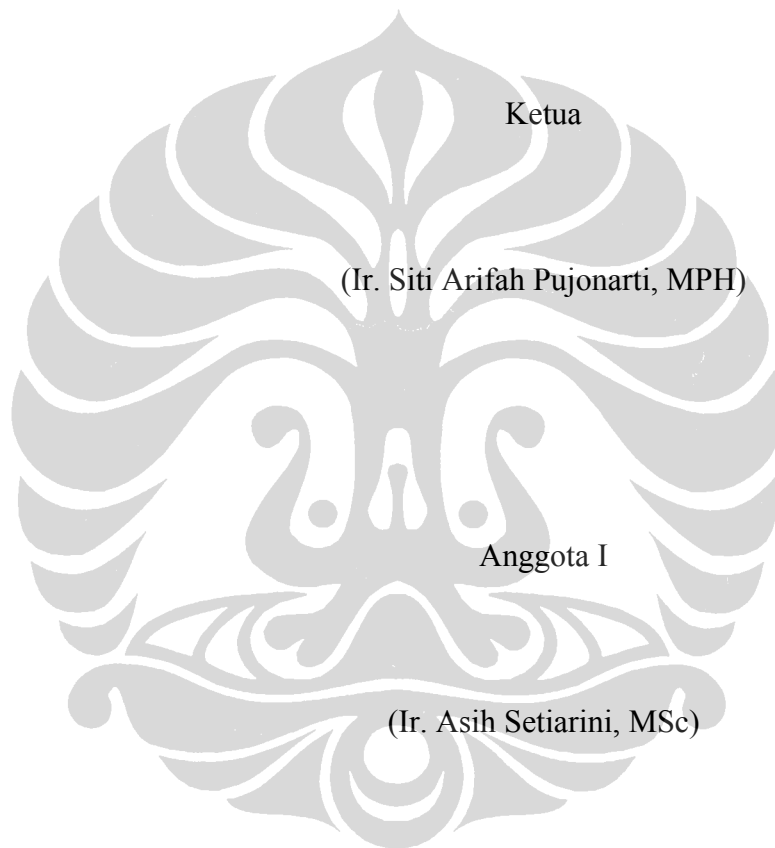 Ketua
(Ir. Siti Arifah Pujonarti, MPH)
Anggota I
(Ir. Asih Setiarini, MSc)